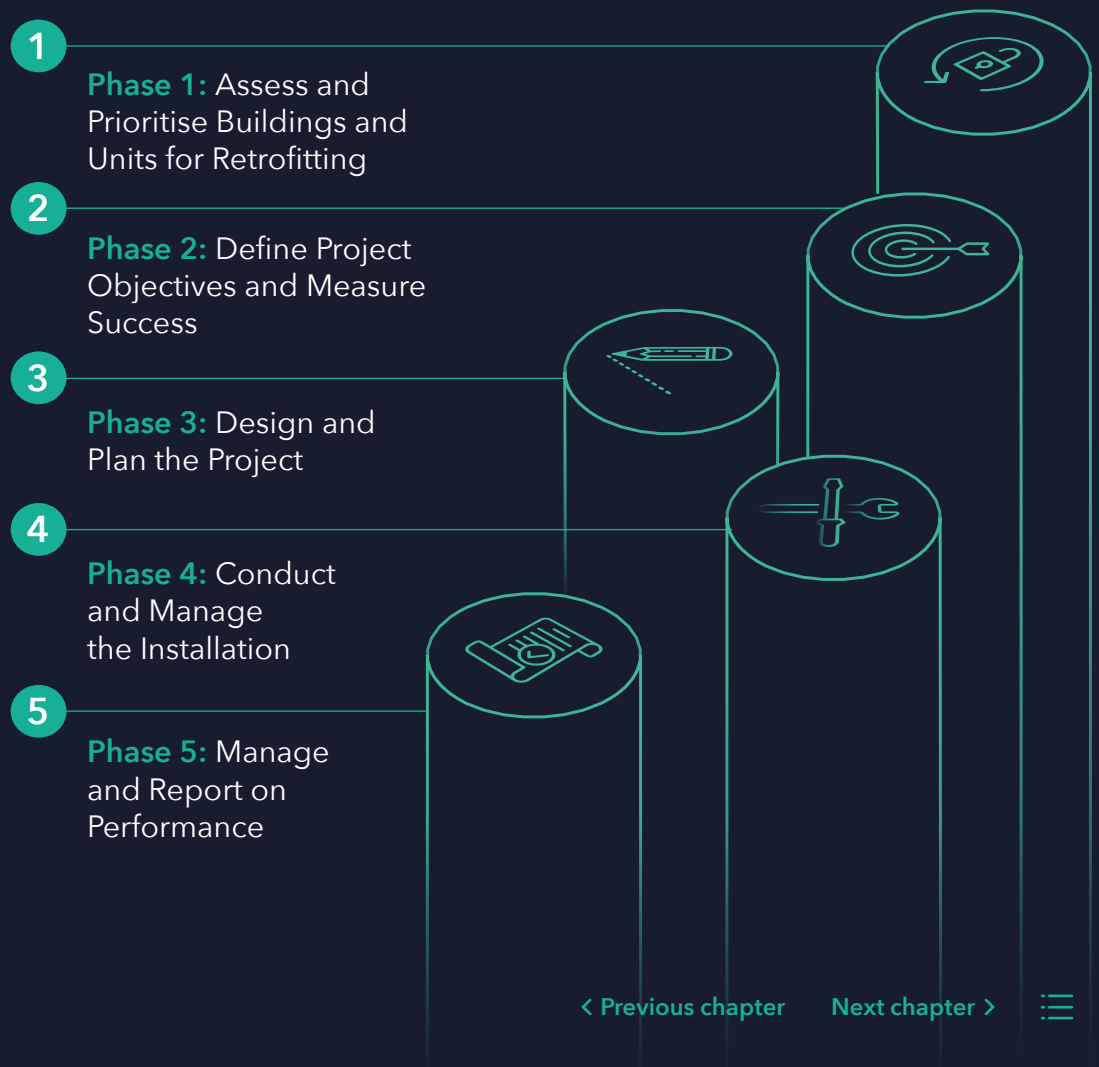 1
Phase 1: Assess and
Prioritise Buildings and
Units for Retrofitting
2
Phase 2: Define Project
Objectives and Measure
Success
3
Phase 3: Design and
Plan the Project
4
Phase 4: Conduct
and Manage
the Installation
5
Phase 5: Manage
and Report on
Performance
< Previous chapter Next chapter >